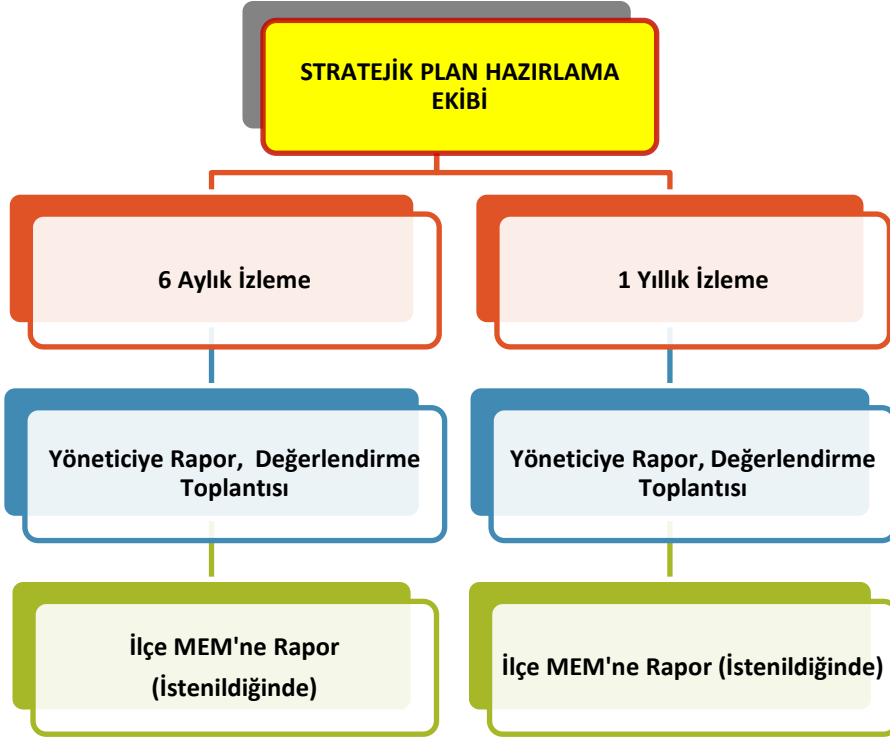 STRATEJİK PLAN HAZIRLAMA
EKİBİ
6 Aylık İzleme
1 Yıllık İzleme
Yöneticiye Rapor,  Değerlendirme
Toplantısı
Yöneticiye Rapor, Değerlendirme
Toplantısı
İlçe MEM'ne Rapor
(İstenildiğinde)
İlçe MEM'ne Rapor (İstenildiğinde)